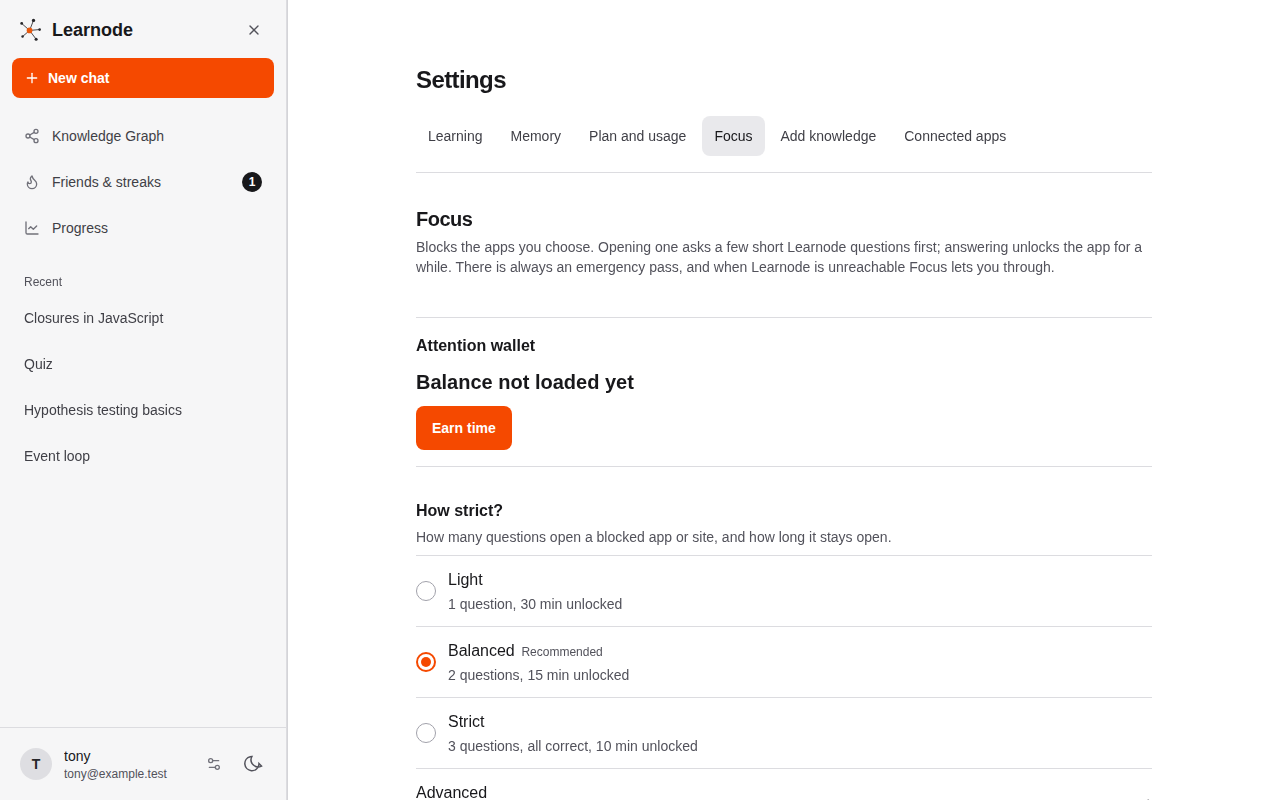 Learnode
New chat
Knowledge Graph
Friends & streaks
1
Progress
Recent
Closures in JavaScript
Quiz
Hypothesis testing basics
Event loop
T
tony
tony@example.test
Settings
Learning
Memory
Plan and usage
Focus
Add knowledge
Connected apps
Focus
Blocks the apps you choose. Opening one asks a few short Learnode questions first; answering unlocks the app for a
while. There is always an emergency pass, and when Learnode is unreachable Focus lets you through.
Attention wallet
Balance not loaded yet
Earn time
How strict?
How many questions open a blocked app or site, and how long it stays open.
Light
1 question, 30 min unlocked
Balanced Recommended
2 questions, 15 min unlocked
Strict
3 questions, all correct, 10 min unlocked
Advanced